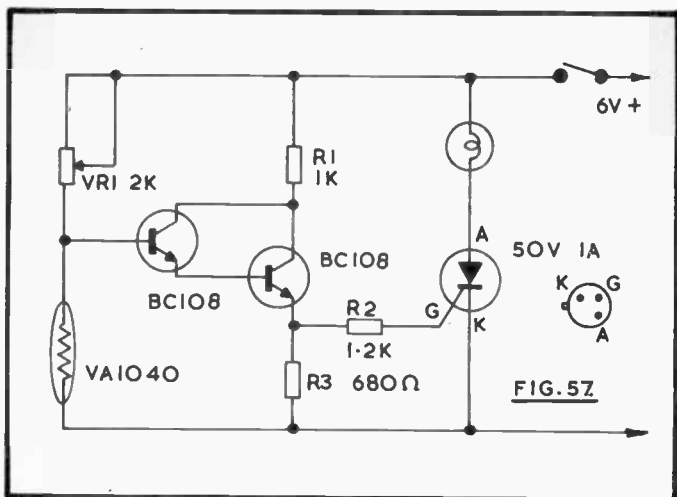 6V +
R1
1K
VR1 2K
A
50V 1A
BC108
K
G
BC108
G
R2
K
A
1.2K
VA1040
R3 680Ω
FIG.57.